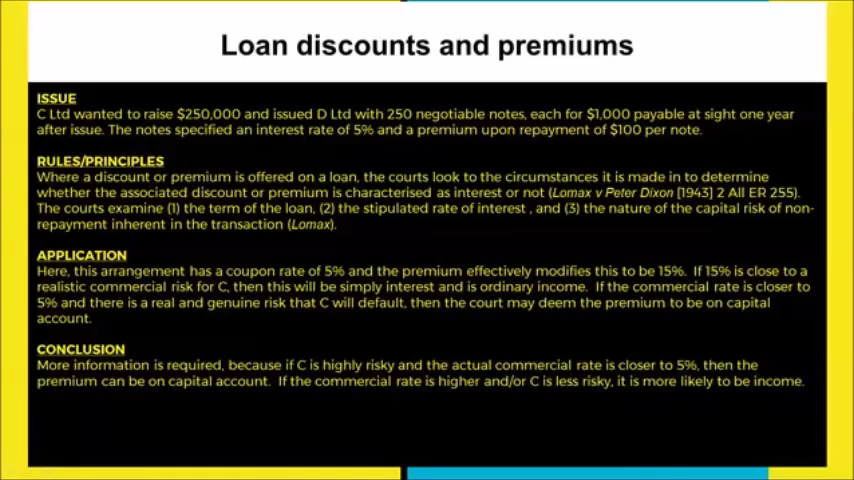 Loan discounts and premiums
ISSUE
C Ltd wanted to raise $250,000 and issued D Ltd with 250 negotiable notes, each for $1,000 payable at sight one year
after issue. The notes specified an interest rate of 5% and a premium upon repayment of $100 per note.
RULES/PRINCIPLES
Where a discount or premium is offered on a loan, the courts look to the circumstances it is made in to determine
whether the associated discount or premium is characterised as interest or not (Lomax v Peter Dixon [1943] 2 All ER 255).
The courts examine (1) the term of the loan, (2) the stipulated rate of interest , and (3) the nature of the capital risk of non-
repayment inherent in the transaction (Lomax).
APPLICATION
Here, this arrangement has a coupon rate of 5% and the premium effectively modifies this to be 15%. If 15% is close to a
realistic commercial risk for C, then this will be simply interest and is ordinary income. If the commercial rate is closer to
5% and there is a real and genuine risk that C will default, then the court may deem the premium to be on capital
account.
CONCLUSION
More information is required, because if C is highly risky and the actual commercial rate is closer to 5%, then the
premium can be on capital account. If the commercial rate is higher and/or C is less risky, it is more likely to be income.